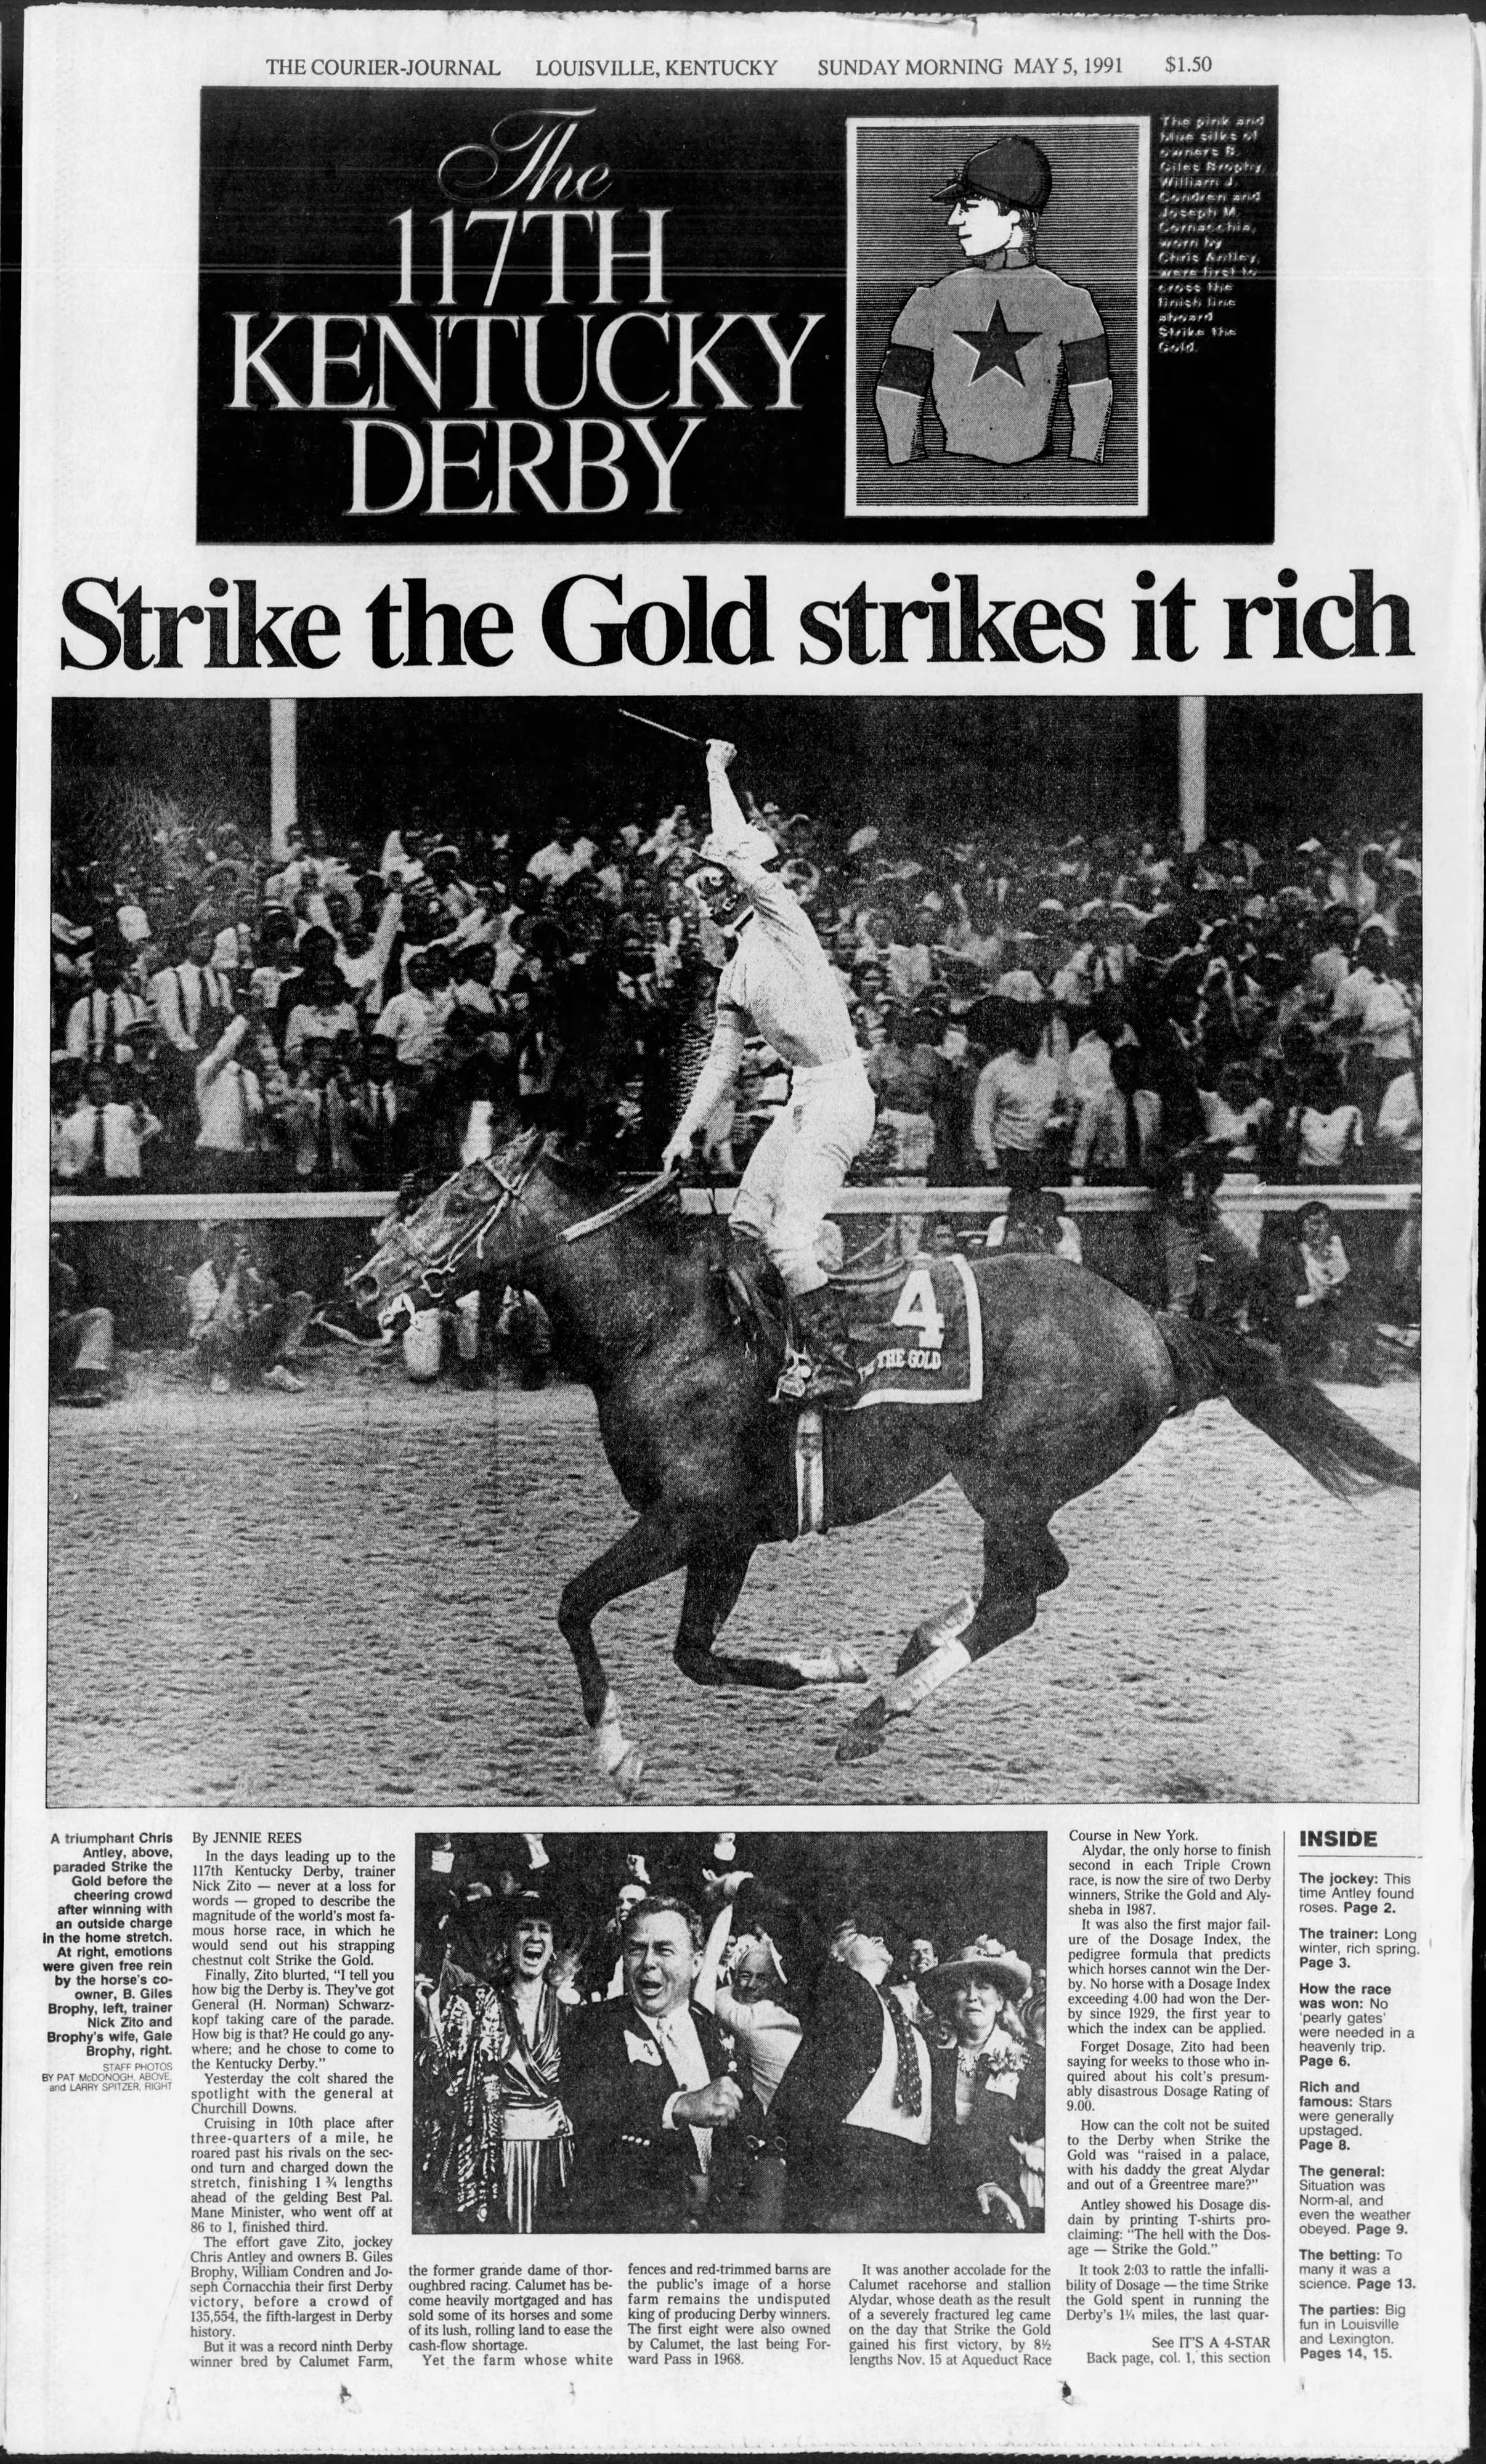 THE COURIER-JOURNAL LOUISVILLE, KENTUCKY SUNDAY MORNING MAY 5, 1991 $1.50
The
117TH
KENTUCKY
DERBY
The pink and
blue silks of
owners B.
Giles Brophy,
William J.
Condren and
Joseph M.
Cornacchia,
worn by
Chris Antley,
were first to
cross the
finish line
aboard
Strike the
Gold.
Strike the Gold strikes it rich
4
THE GOLD
A triumphant Chris
Antley, above,
paraded Strike the
Gold before the
cheering crowd
after winning with
an outside charge
in the home stretch.
At right, emotions
were given free rein
by the horse's co-
owner, B. Giles
Brophy, left, trainer
Nick Zito and
Brophy's wife, Gale
Brophy, right.
STAFF PHOTOS
BY PAT McDONOGH, ABOVE,
and LARRY SPITZER, RIGHT
By JENNIE REES
In the days leading up to the
117th Kentucky Derby, trainer
Nick Zito — never at a loss for
words — groped to describe the
magnitude of the world's most fa-
mous horse race, in which he
would send out his strapping
chestnut colt Strike the Gold.
Finally, Zito blurted, "I tell you
how big the Derby is. They've got
General (H. Norman) Schwarz-
kopf taking care of the parade.
How big is that? He could go any-
where; and he chose to come to
the Kentucky Derby."
Yesterday the colt shared the
spotlight with the general at
Churchill Downs.
Cruising in 10th place after
three-quarters of a mile, he
roared past his rivals on the sec-
ond turn and charged down the
stretch, finishing 1 ¾ lengths
ahead of the gelding Best Pal.
Mane Minister, who went off at
86 to 1, finished third.
The effort gave Zito, jockey
Chris Antley and owners B. Giles
Brophy, William Condren and Jo-
seph Cornacchia their first Derby
victory, before a crowd of
135,554, the fifth-largest in Derby
history.
But it was a record ninth Derby
winner bred by Calumet Farm,
the former grande dame of thor-
oughbred racing. Calumet has be-
come heavily mortgaged and has
sold some of its horses and some
of its lush, rolling land to ease the
cash-flow shortage.
Yet the farm whose white
fences and red-trimmed barns are
the public's image of a horse
farm remains the undisputed
king of producing Derby winners.
The first eight were also owned
by Calumet, the last being For-
ward Pass in 1968.
It was another accolade for the
Calumet racehorse and stallion
Alydar, whose death as the result
of a severely fractured leg came
on the day that Strike the Gold
gained his first victory, by 8½
lengths Nov. 15 at Aqueduct Race
Course in New York.
Alydar, the only horse to finish
second in each Triple Crown
race, is now the sire of two Derby
winners, Strike the Gold and Aly-
sheba in 1987.
It was also the first major fail-
ure of the Dosage Index, the
pedigree formula that predicts
which horses cannot win the Der-
by. No horse with a Dosage Index
exceeding 4.00 had won the Der-
by since 1929, the first year to
which the index can be applied.
Forget Dosage, Zito had been
saying for weeks to those who in-
quired about his colt's presum-
ably disastrous Dosage Rating of
9.00.
How can the colt not be suited
to the Derby when Strike the
Gold was "raised in a palace,
with his daddy the great Alydar
and out of a Greentree mare?"
Antley showed his Dosage dis-
dain by printing T-shirts pro-
claiming: "The hell with the Dos-
age — Strike the Gold."
It took 2:03 to rattle the infalli-
bility of Dosage — the time Strike
the Gold spent in running the
Derby's 1¼ miles, the last quar-
See IT'S A 4-STAR
Back page, col. 1, this section
INSIDE
The jockey: This
time Antley found
roses. Page 2.
The trainer: Long
winter, rich spring.
Page 3.
How the race
was won: No
'pearly gates'
were needed in a
heavenly trip.
Page 6.
Rich and
famous: Stars
were generally
upstaged.
Page 8.
The general:
Situation was
Norm-al, and
even the weather
obeyed. Page 9.
The betting: To
many it was a
science. Page 13.
The parties: Big
fun in Louisville
and Lexington.
Pages 14, 15.